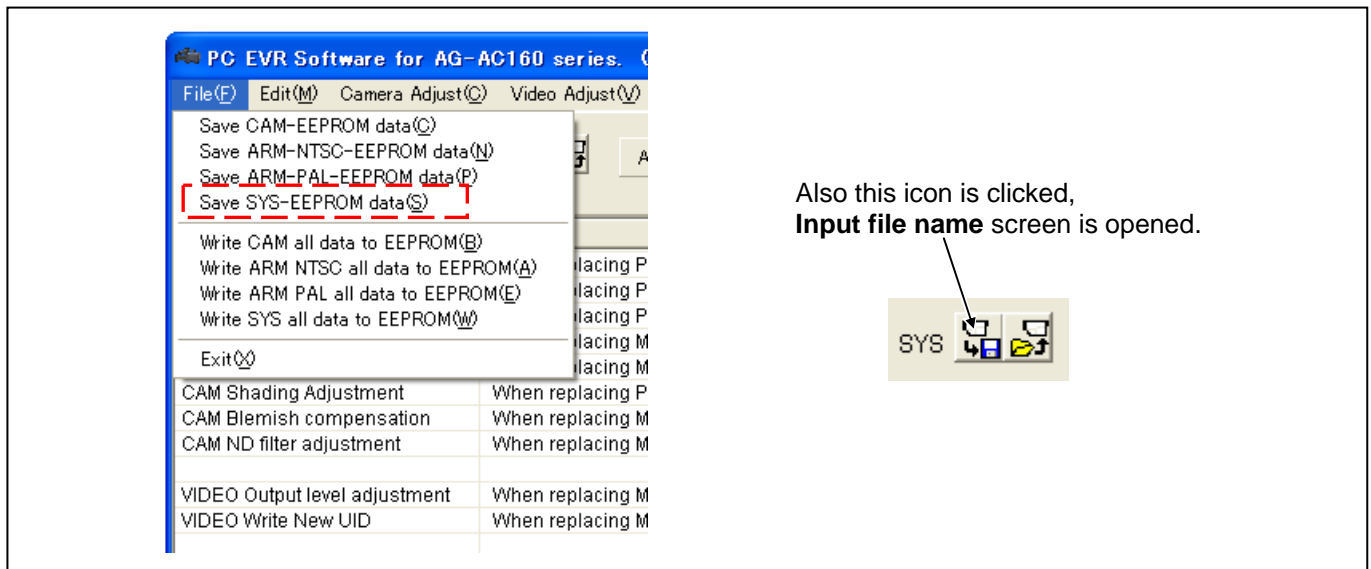 PC EVR Software for AG-AC160 series. (
File(F) Edit(M) Camera Adjust(C) Video Adjust(V)
Save CAM-EEPROM data(C)
Save ARM-NTSC-EEPROM data(N)
A
Save ARM-PAL-EEPROM data(P)
Save SYS-EEPROM data(S)
Write CAM all data to EEPROM(B)
Write ARM NTSC all data to EEPROM(A) lacing P
Write ARM PAL all data to EEPROM(E) lacing P
Write SYS all data to EEPROM(W) lacing P
lacing M
Exit(X) lacing M
CAM Shading Adjustment When replacing P
CAM Blemish compensation When replacing M
CAM ND filter adjustment When replacing M
VIDEO Output level adjustment When replacing M
VIDEO Write New UID When replacing M
Also this icon is clicked,
Input file name screen is opened.
SYS